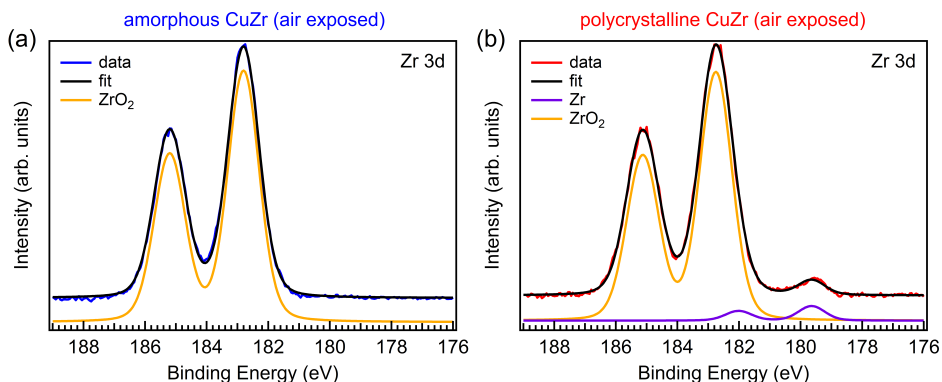 amorphous CuZr (air exposed)
(a)
data
fit
ZrO₂
Zr 3d
Intensity (arb. units)
188 186 184 182 180 178 176
Binding Energy (eV)
polycrystalline CuZr (air exposed)
(b)
data
fit
Zr
ZrO₂
Zr 3d
Intensity (arb. units)
188 186 184 182 180 178 176
Binding Energy (eV)